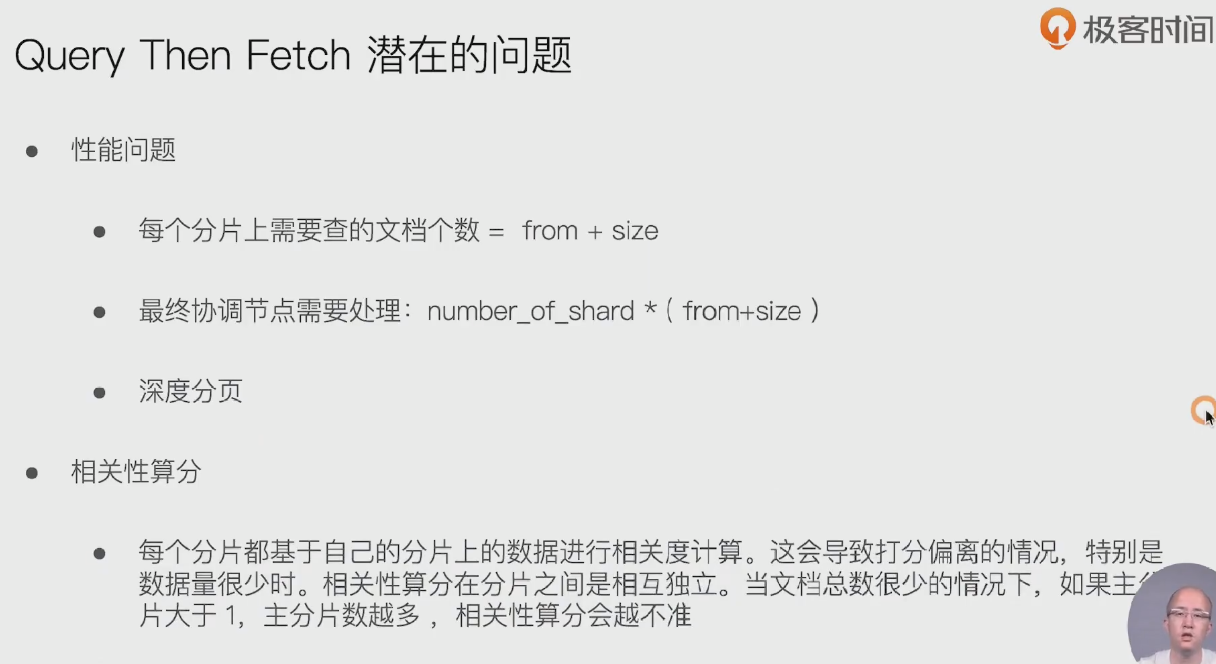 极客时间
Query Then Fetch 潜在的问题
性能问题
每个分片上需要查的文档个数 = from + size
最终协调节点需要处理：number_of_shard * ( from+size )
深度分页
相关性算分
每个分片都基于自己的分片上的数据进行相关度计算。这会导致打分偏离的情况，特别是
数据量很少时。相关性算分在分片之间是相互独立。当文档总数很少的情况下，如果主分
片大于 1，主分片数越多 ，相关性算分会越不准